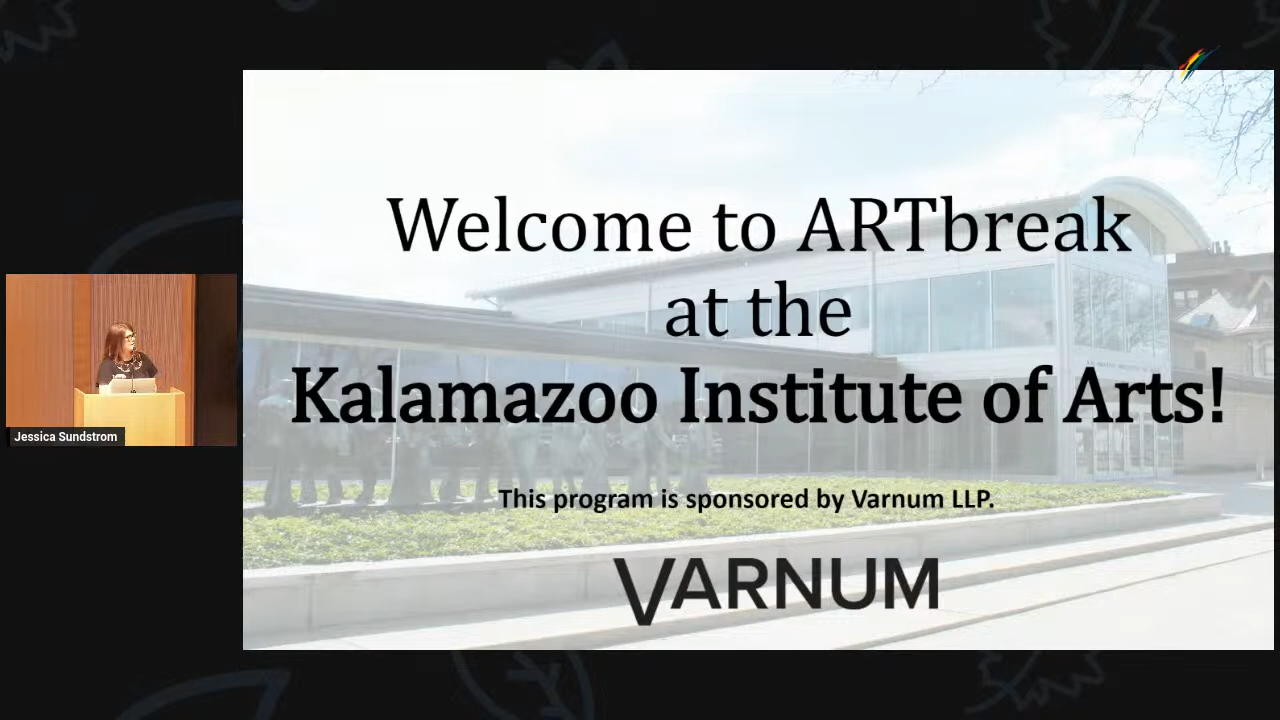 Welcome to ARTbreak
at the
Kalamazoo Institute of Arts!
This program is sponsored by Varnum LLP.
VARNUM
Jessica Sundstrom